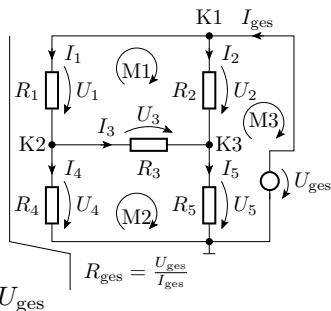 K1 I_ges
I_1 M1 I_2
R_1 U_1 R_2 U_2
U_3 M3
K2 I_3 K3
R_3
I_4 I_5 U_ges
R_4 U_4 M2 R_5 U_5
R_ges = U_ges/I_ges
U_ges